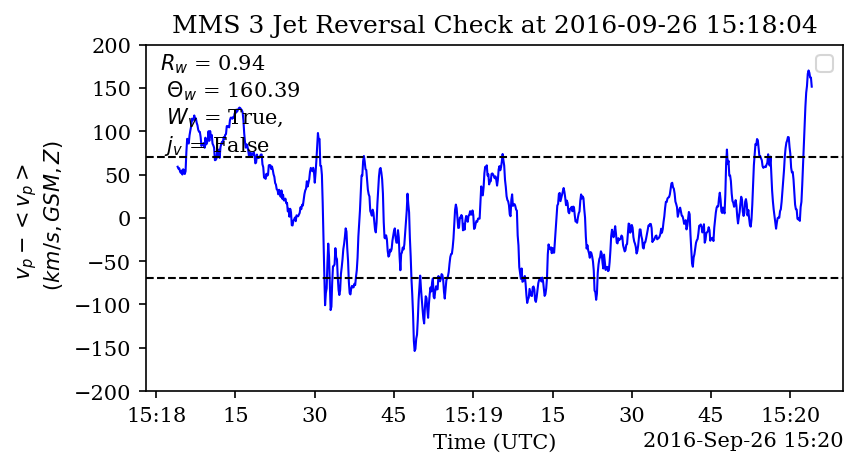 MMS 3 Jet Reversal Check at 2016-09-26 15:18:04
R_w = 0.94
Θ_w = 160.39
W_v = True,
j_v = False
v_p − < v_p >
(km/s, GSM, Z)
200
150
100
50
0
−50
−100
−150
−200
15:18 15 30 45 15:19 15 30 45 15:20
Time (UTC)
2016-Sep-26 15:20